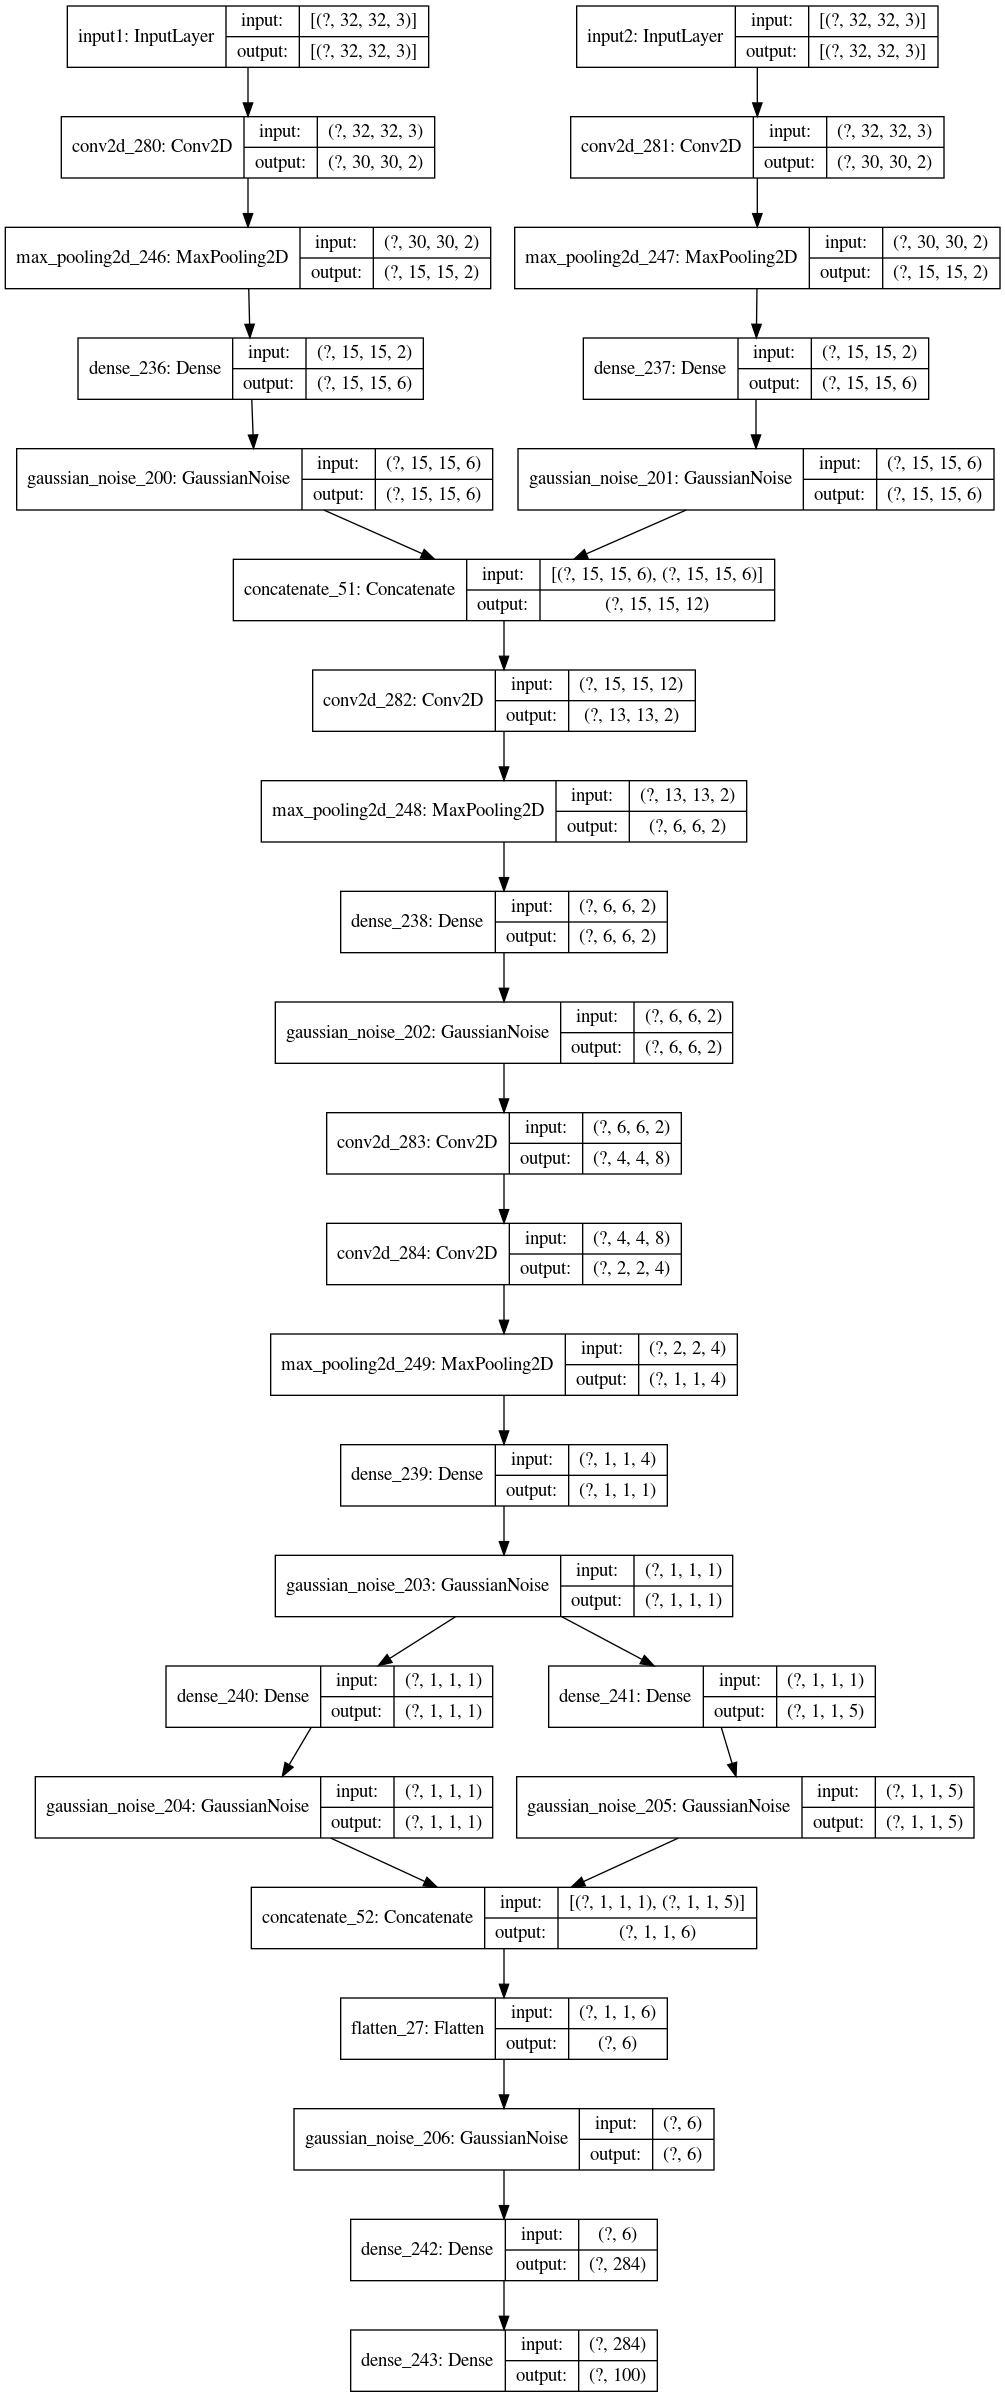 input1: InputLayer
input: [(?, 32, 32, 3)]
output: [(?, 32, 32, 3)]
input2: InputLayer
input: [(?, 32, 32, 3)]
output: [(?, 32, 32, 3)]
conv2d_280: Conv2D
input: (?, 32, 32, 3)
output: (?, 30, 30, 2)
conv2d_281: Conv2D
input: (?, 32, 32, 3)
output: (?, 30, 30, 2)
max_pooling2d_246: MaxPooling2D
input: (?, 30, 30, 2)
output: (?, 15, 15, 2)
max_pooling2d_247: MaxPooling2D
input: (?, 30, 30, 2)
output: (?, 15, 15, 2)
dense_236: Dense
input: (?, 15, 15, 2)
output: (?, 15, 15, 6)
dense_237: Dense
input: (?, 15, 15, 2)
output: (?, 15, 15, 6)
gaussian_noise_200: GaussianNoise
input: (?, 15, 15, 6)
output: (?, 15, 15, 6)
gaussian_noise_201: GaussianNoise
input: (?, 15, 15, 6)
output: (?, 15, 15, 6)
concatenate_51: Concatenate
input: [(?, 15, 15, 6), (?, 15, 15, 6)]
output: (?, 15, 15, 12)
conv2d_282: Conv2D
input: (?, 15, 15, 12)
output: (?, 13, 13, 2)
max_pooling2d_248: MaxPooling2D
input: (?, 13, 13, 2)
output: (?, 6, 6, 2)
dense_238: Dense
input: (?, 6, 6, 2)
output: (?, 6, 6, 2)
gaussian_noise_202: GaussianNoise
input: (?, 6, 6, 2)
output: (?, 6, 6, 2)
conv2d_283: Conv2D
input: (?, 6, 6, 2)
output: (?, 4, 4, 8)
conv2d_284: Conv2D
input: (?, 4, 4, 8)
output: (?, 2, 2, 4)
max_pooling2d_249: MaxPooling2D
input: (?, 2, 2, 4)
output: (?, 1, 1, 4)
dense_239: Dense
input: (?, 1, 1, 4)
output: (?, 1, 1, 1)
gaussian_noise_203: GaussianNoise
input: (?, 1, 1, 1)
output: (?, 1, 1, 1)
dense_240: Dense
input: (?, 1, 1, 1)
output: (?, 1, 1, 1)
dense_241: Dense
input: (?, 1, 1, 1)
output: (?, 1, 1, 5)
gaussian_noise_204: GaussianNoise
input: (?, 1, 1, 1)
output: (?, 1, 1, 1)
gaussian_noise_205: GaussianNoise
input: (?, 1, 1, 5)
output: (?, 1, 1, 5)
concatenate_52: Concatenate
input: [(?, 1, 1, 1), (?, 1, 1, 5)]
output: (?, 1, 1, 6)
flatten_27: Flatten
input: (?, 1, 1, 6)
output: (?, 6)
gaussian_noise_206: GaussianNoise
input: (?, 6)
output: (?, 6)
dense_242: Dense
input: (?, 6)
output: (?, 284)
dense_243: Dense
input: (?, 284)
output: (?, 100)